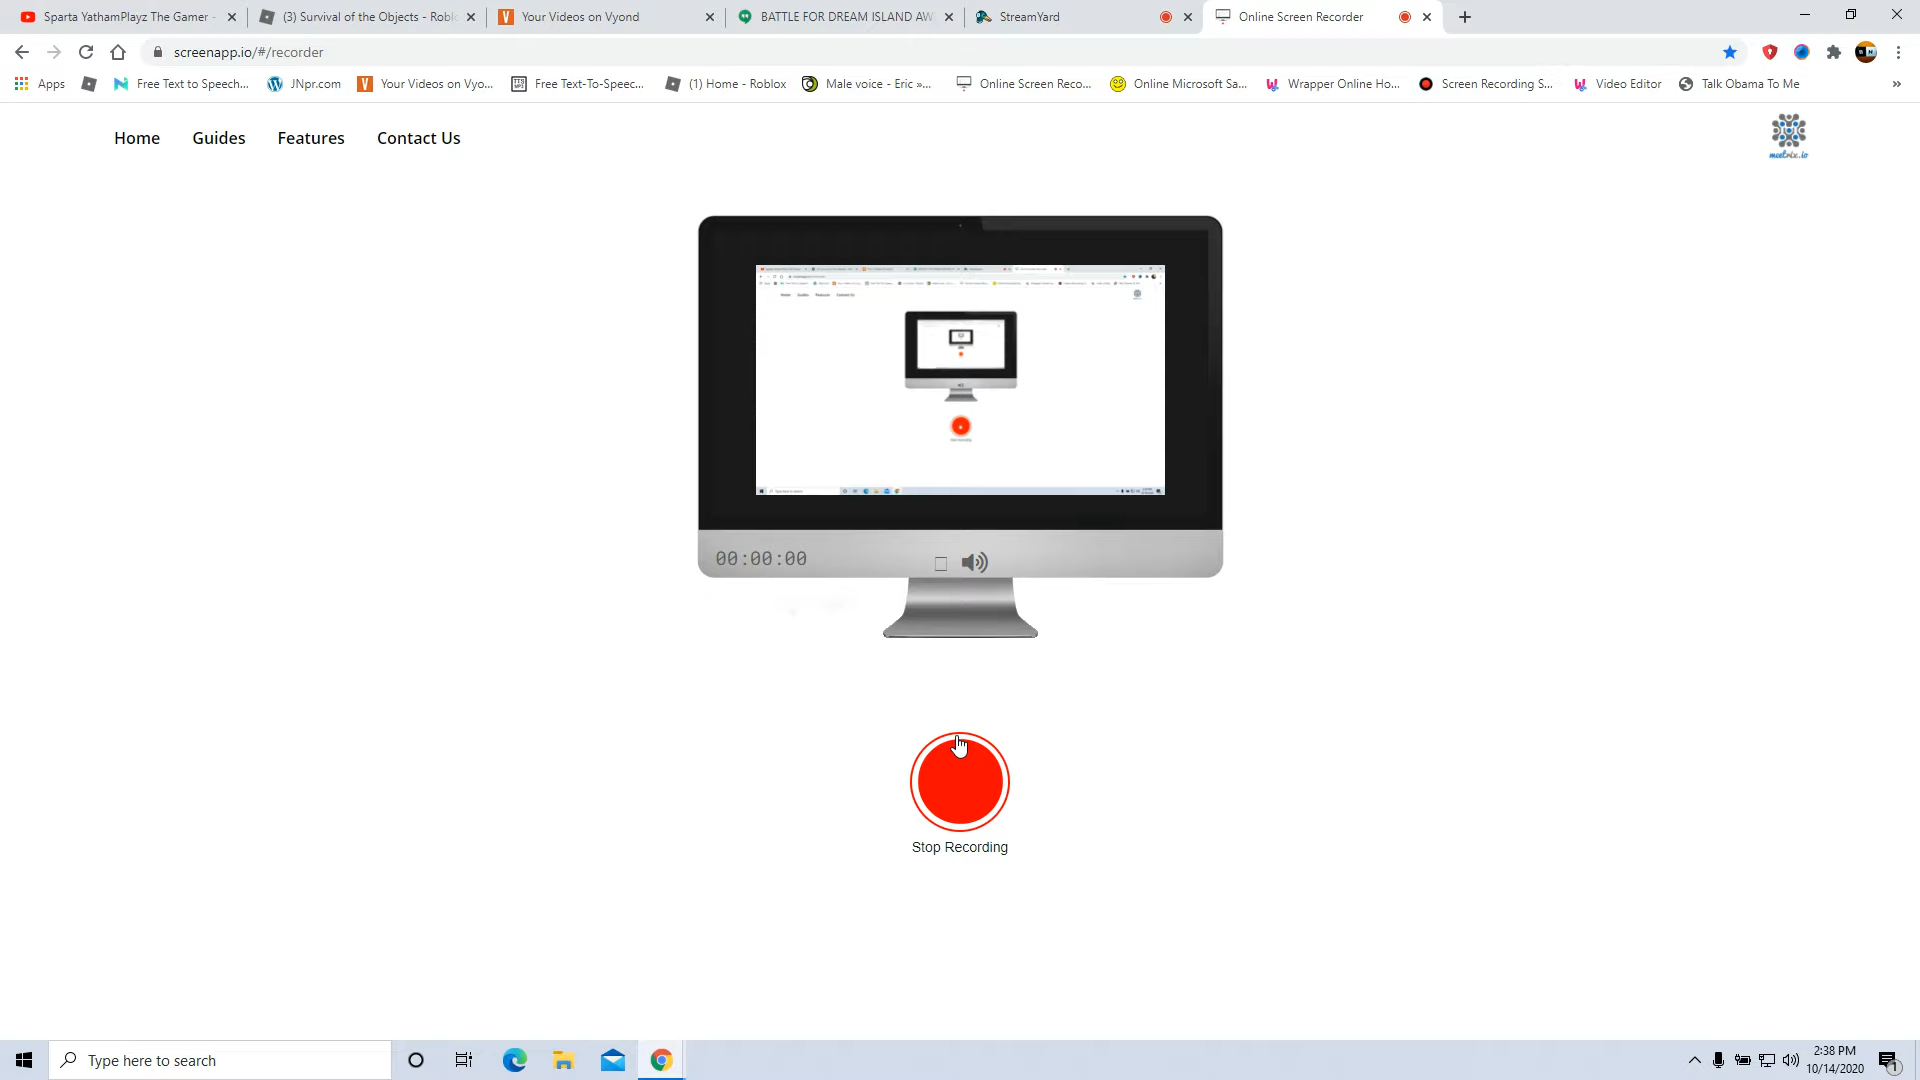 Sparta YathamPlayz The Gamer -
(3) Survival of the Objects - Roblo
Your Videos on Vyond
BATTLE FOR DREAM ISLAND AW
StreamYard
Online Screen Recorder
screenapp.io/#/recorder
Apps
Free Text to Speech...
JNpr.com
Your Videos on Vyo...
Free Text-To-Speec...
(1) Home - Roblox
Male voice - Eric »...
Online Screen Reco...
Online Microsoft Sa...
Wrapper Online Ho...
Screen Recording S...
Video Editor
Talk Obama To Me
»
Home
Guides
Features
Contact Us
meetrix.io
00:00:00
Stop Recording
Type here to search
2:38 PM
10/14/2020
1